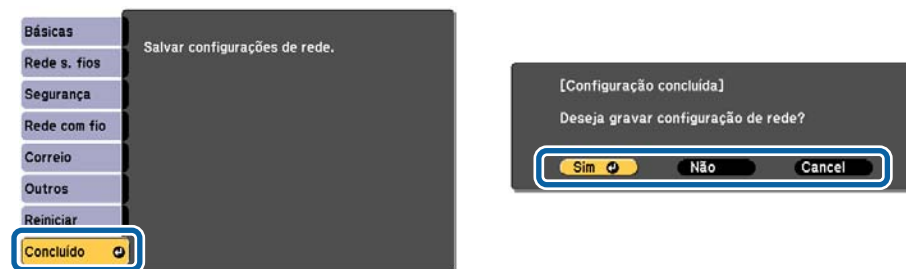 Básicas
Rede s. fios
Segurança
Rede com fio
Correio
Outros
Reiniciar
Concluído
Salvar configurações de rede.
[Configuração concluída]
Deseja gravar configuração de rede?
Sim Não Cancel